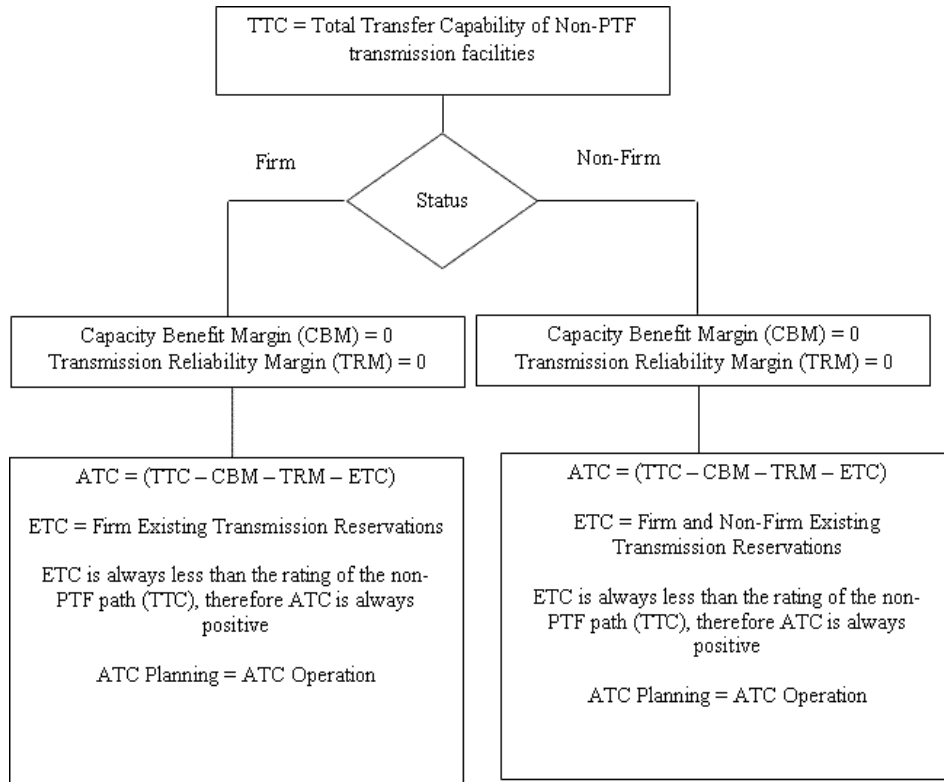 TTC = Total Transfer Capability of Non-PTF
transmission facilities
Firm
Non-Firm
Status
Capacity Benefit Margin (CBM) = 0
Transmission Reliability Margin (TRM) = 0
Capacity Benefit Margin (CBM) = 0
Transmission Reliability Margin (TRM) = 0
ATC = (TTC – CBM – TRM – ETC)
ETC = Firm Existing Transmission Reservations
ETC is always less than the rating of the non-
PTF path (TTC), therefore ATC is always
positive
ATC Planning = ATC Operation
ATC = (TTC – CBM – TRM – ETC)
ETC = Firm and Non-Firm Existing
Transmission Reservations
ETC is always less than the rating of the non-
PTF path (TTC), therefore ATC is always
positive
ATC Planning = ATC Operation